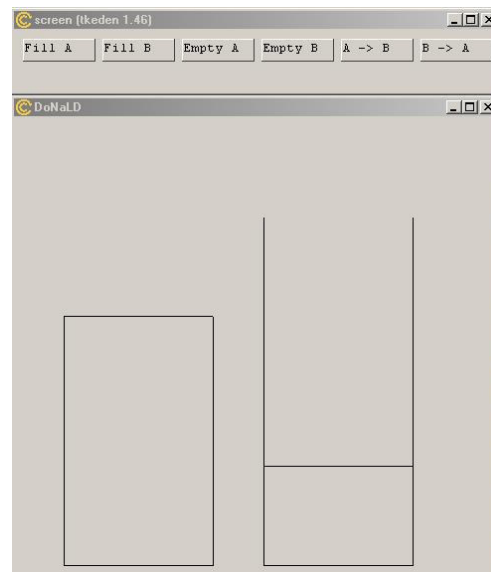 screen (tkeden 1.46)
Fill A Fill B Empty A Empty B A -> B B -> A
DoNaLD